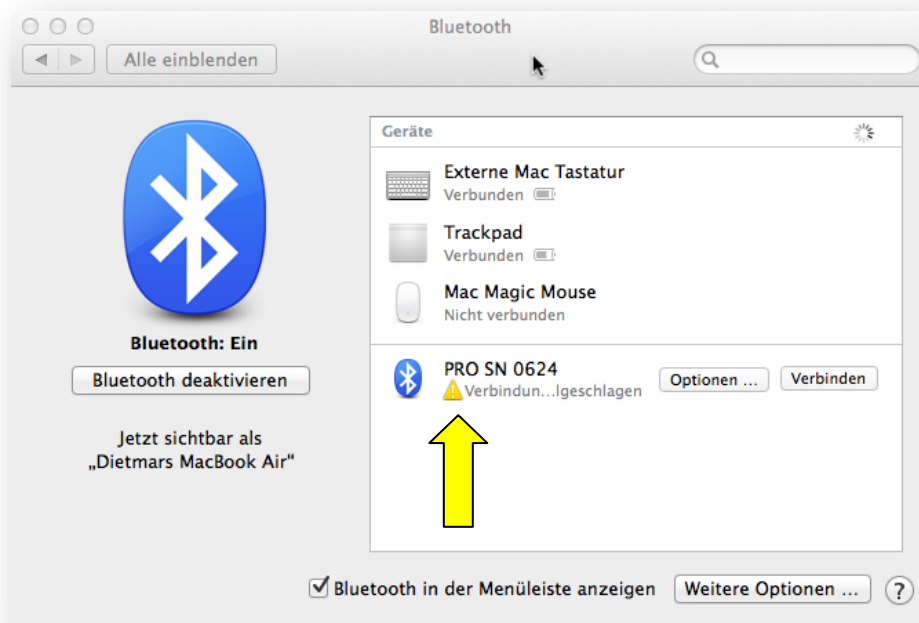 Bluetooth
Alle einblenden
Geräte
Externe Mac Tastatur
Verbunden
Trackpad
Verbunden
Mac Magic Mouse
Nicht verbunden
Bluetooth: Ein
Bluetooth deaktivieren
Jetzt sichtbar als
„Dietmars MacBook Air“
PRO SN 0624
Verbindun...lgeschlagen
Optionen ...
Verbinden
Bluetooth in der Menüleiste anzeigen
Weitere Optionen ...
?